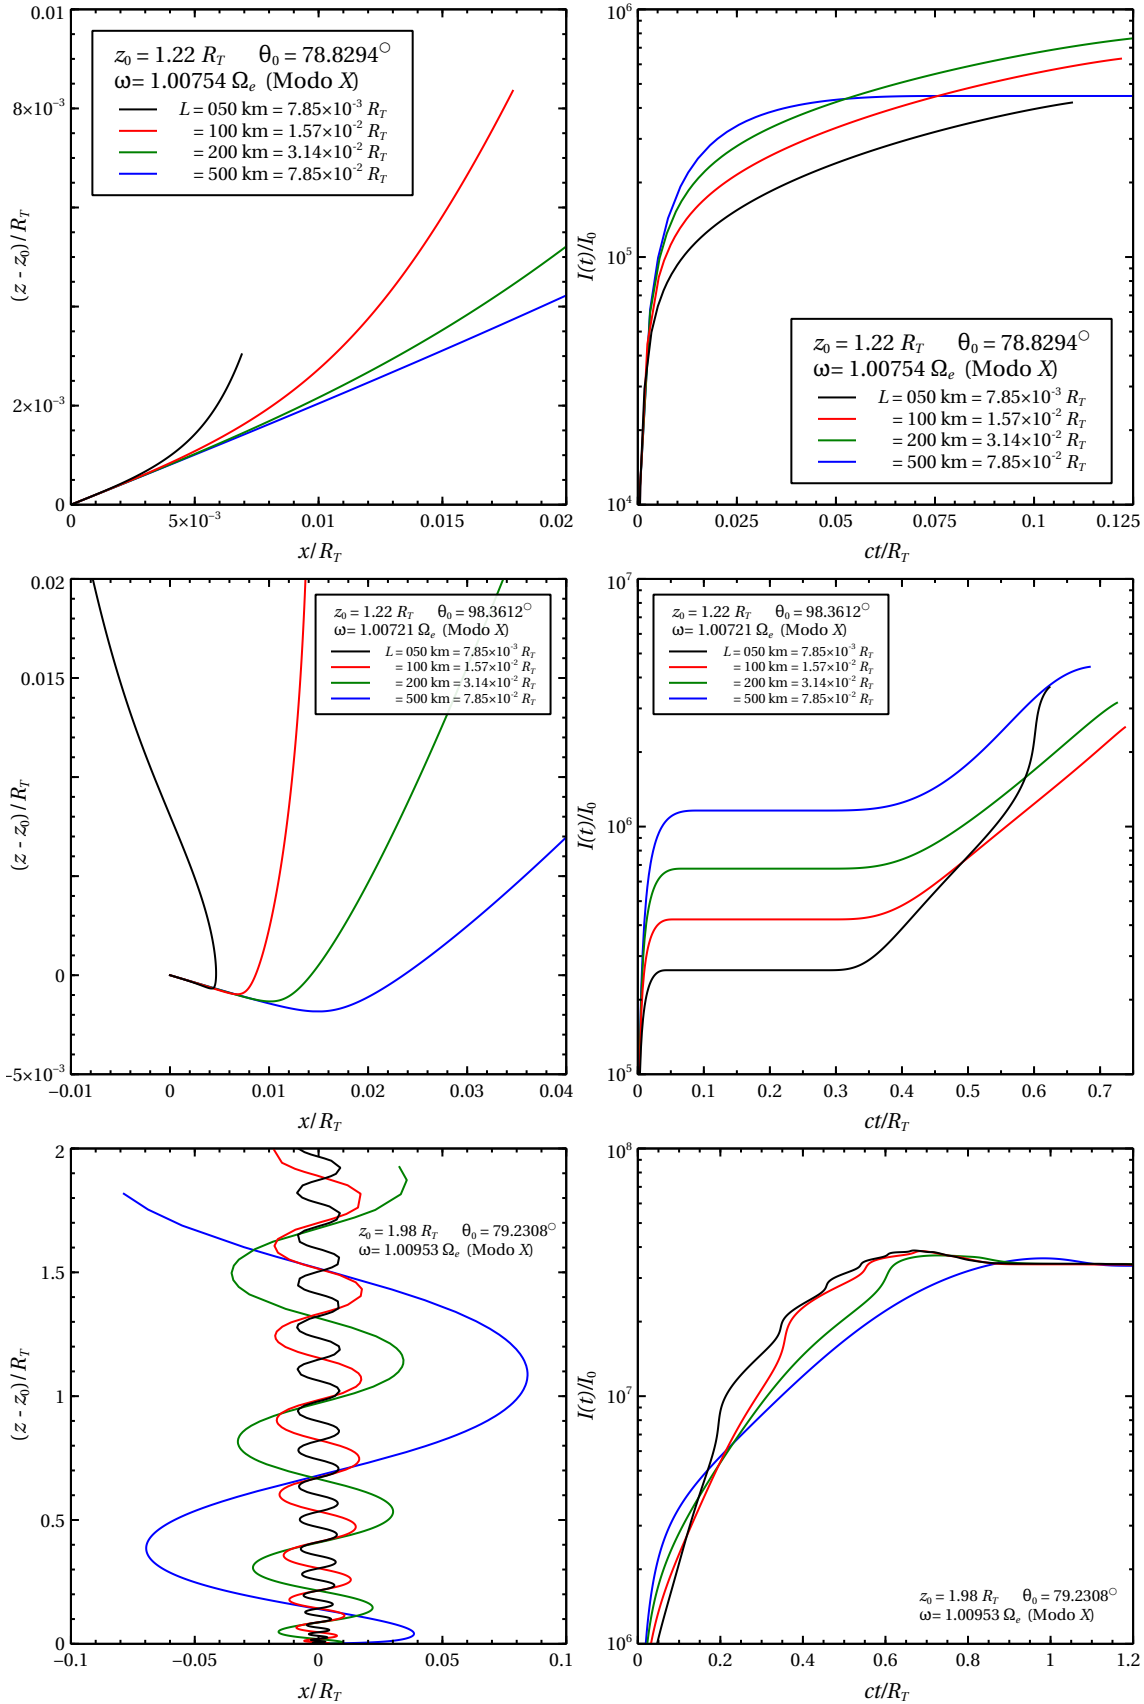 0.01
z₀ = 1.22 R_T θ₀ = 78.8294○
ω= 1.00754 Ωₑ (Modo X)
L = 050 km = 7.85×10⁻³ R_T
= 100 km = 1.57×10⁻² R_T
= 200 km = 3.14×10⁻² R_T
= 500 km = 7.85×10⁻² R_T
8×10⁻³
(z - z₀)/R_T
2×10⁻³
0
0 5×10⁻³ 0.01 0.015 0.02
x/R_T
10⁶
I(t)/I₀
10⁵
z₀ = 1.22 R_T θ₀ = 78.8294○
ω= 1.00754 Ωₑ (Modo X)
L = 050 km = 7.85×10⁻³ R_T
= 100 km = 1.57×10⁻² R_T
= 200 km = 3.14×10⁻² R_T
= 500 km = 7.85×10⁻² R_T
10⁴
0 0.025 0.05 0.075 0.1 0.125
ct/R_T
0.02
z₀ = 1.22 R_T θ₀ = 98.3612○
ω= 1.00721 Ωₑ (Modo X)
L = 050 km = 7.85×10⁻³ R_T
= 100 km = 1.57×10⁻² R_T
= 200 km = 3.14×10⁻² R_T
= 500 km = 7.85×10⁻² R_T
0.015
(z - z₀)/R_T
0
-5×10⁻³
−0.01 0 0.01 0.02 0.03 0.04
x/R_T
10⁷
z₀ = 1.22 R_T θ₀ = 98.3612○
ω= 1.00721 Ωₑ (Modo X)
L = 050 km = 7.85×10⁻³ R_T
= 100 km = 1.57×10⁻² R_T
= 200 km = 3.14×10⁻² R_T
= 500 km = 7.85×10⁻² R_T
I(t)/I₀
10⁶
10⁵
0 0.1 0.2 0.3 0.4 0.5 0.6 0.7
ct/R_T
2
z₀ = 1.98 R_T θ₀ = 79.2308○
ω= 1.00953 Ωₑ (Modo X)
1.5
(z - z₀)/R_T
1
0.5
0
−0.1 −0.05 0 0.05 0.1
x/R_T
10⁸
I(t)/I₀
10⁷
z₀ = 1.98 R_T θ₀ = 79.2308○
ω= 1.00953 Ωₑ (Modo X)
10⁶
0 0.2 0.4 0.6 0.8 1 1.2
ct/R_T